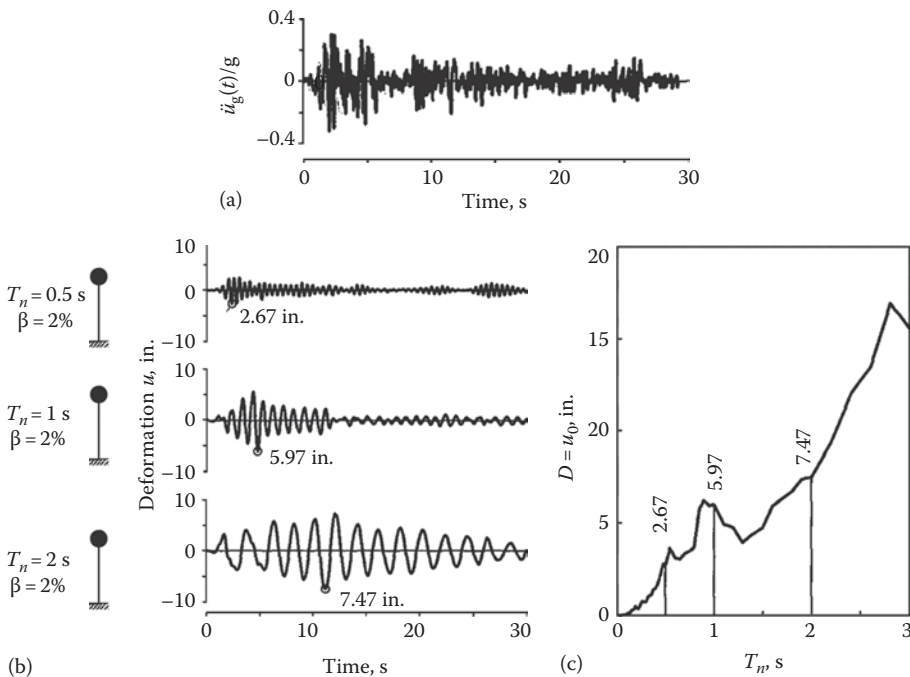 0.4
0
−0.4
ü_g(t)/g
0 10 20 30
Time, s
(a)
T_n = 0.5 s
β = 2%
T_n = 1 s
β = 2%
T_n = 2 s
β = 2%
Deformation u, in.
10
0
−10
2.67 in.
10
0
−10
5.97 in.
10
0
−10
7.47 in.
0 10 20 30
Time, s
(b)
20
15
20
5
0
D = u_0, in.
2.67
5.97
7.47
0 1 2 3
T_n, s
(c)